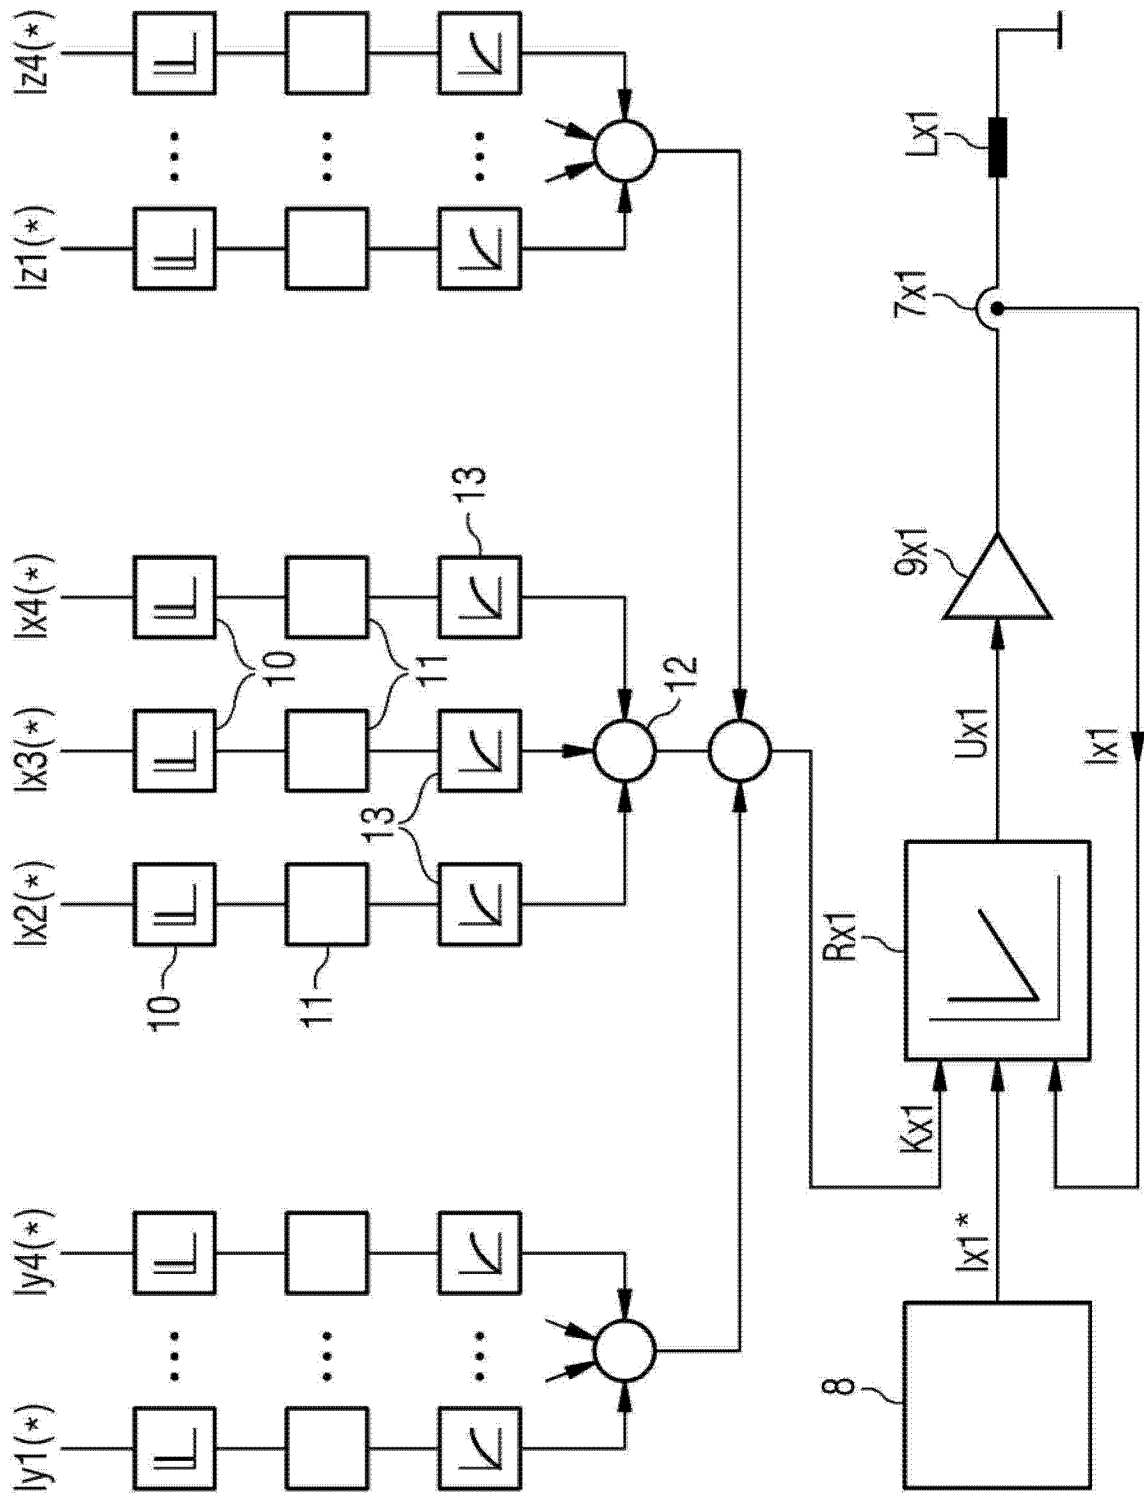 Iy1(*)
Iy4(*)
Ix2(*)
Ix3(*)
Ix4(*)
Iz1(*)
Iz4(*)
10
10
11
11
13
13
12
Kx1
Rx1
8
Ix1*
Ux1
9x1
7x1
Lx1
Ix1